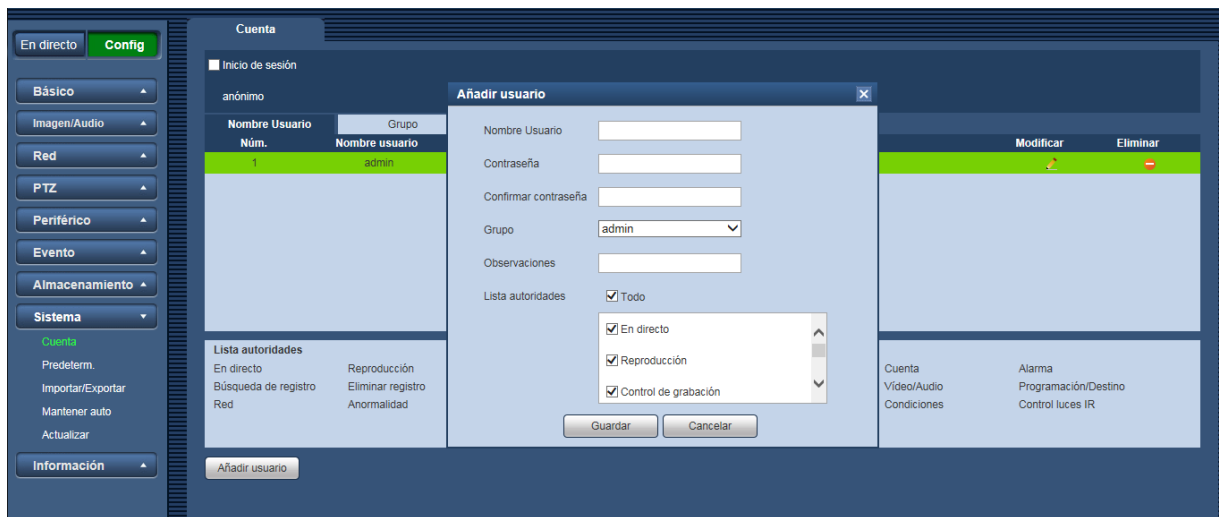 En directo
Config
Básico
Imagen/Audio
Red
PTZ
Periférico
Evento
Almacenamiento
Sistema
Cuenta
Predeterm.
Importar/Exportar
Mantener auto
Actualizar
Información
Cuenta
Inicio de sesión
anónimo
Nombre Usuario Grupo
Núm. Nombre usuario Modificar Eliminar
1 admin
Lista autoridades
En directo Reproducción Cuenta Alarma
Búsqueda de registro Eliminar registro Vídeo/Audio Programación/Destino
Red Anormalidad Condiciones Control luces IR
Añadir usuario
Añadir usuario
Nombre Usuario
Contraseña
Confirmar contraseña
Grupo admin
Observaciones
Lista autoridades Todo
En directo
Reproducción
Control de grabación
Guardar Cancelar